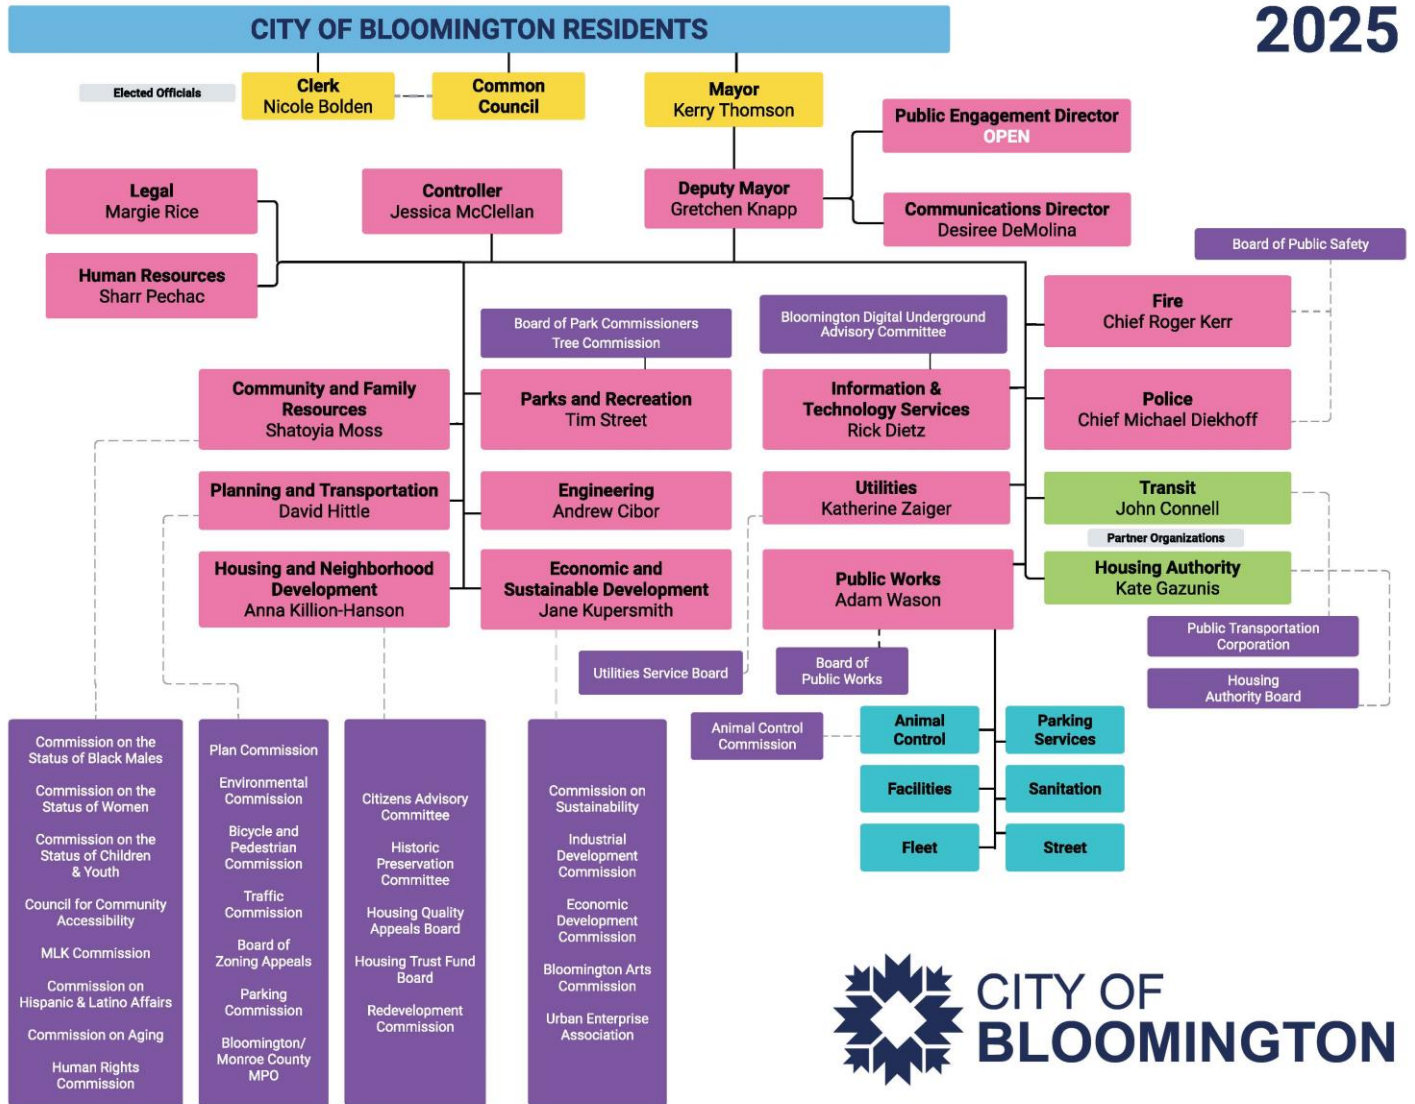 CITY OF BLOOMINGTON RESIDENTS
2025
Elected Officials
Clerk
Nicole Bolden
Common
Council
Mayor
Kerry Thomson
Public Engagement Director
OPEN
Legal
Margie Rice
Controller
Jessica McClellan
Deputy Mayor
Gretchen Knapp
Communications Director
Desiree DeMolina
Board of Public Safety
Human Resources
Sharr Pechac
Fire
Chief Roger Kerr
Board of Park Commissioners
Tree Commission
Bloomington Digital Underground
Advisory Committee
Community and Family
Resources
Shatoyia Moss
Parks and Recreation
Tim Street
Information &
Technology Services
Rick Dietz
Police
Chief Michael Diekhoff
Planning and Transportation
David Hittle
Engineering
Andrew Cibor
Utilities
Katherine Zaiger
Transit
John Connell
Partner Organizations
Housing and Neighborhood
Development
Anna Killion-Hanson
Economic and
Sustainable Development
Jane Kupersmith
Public Works
Adam Wason
Housing Authority
Kate Gazunis
Public Transportation
Corporation
Utilities Service Board
Board of
Public Works
Housing
Authority Board
Animal Control
Commission
Animal
Control
Parking
Services
Facilities
Sanitation
Fleet
Street
Commission on the
Status of Black Males
Commission on the
Status of Women
Commission on the
Status of Children
& Youth
Council for Community
Accessibility
MLK Commission
Commission on
Hispanic & Latino Affairs
Commission on Aging
Human Rights
Commission
Plan Commission
Environmental
Commission
Bicycle and
Pedestrian
Commission
Traffic
Commission
Board of
Zoning Appeals
Parking
Commission
Bloomington/
Monroe County
MPO
Citizens Advisory
Committee
Historic
Preservation
Committee
Housing Quality
Appeals Board
Housing Trust Fund
Board
Redevelopment
Commission
Commission on
Sustainability
Industrial
Development
Commission
Economic
Development
Commission
Bloomington Arts
Commission
Urban Enterprise
Association
CITY OF
BLOOMINGTON